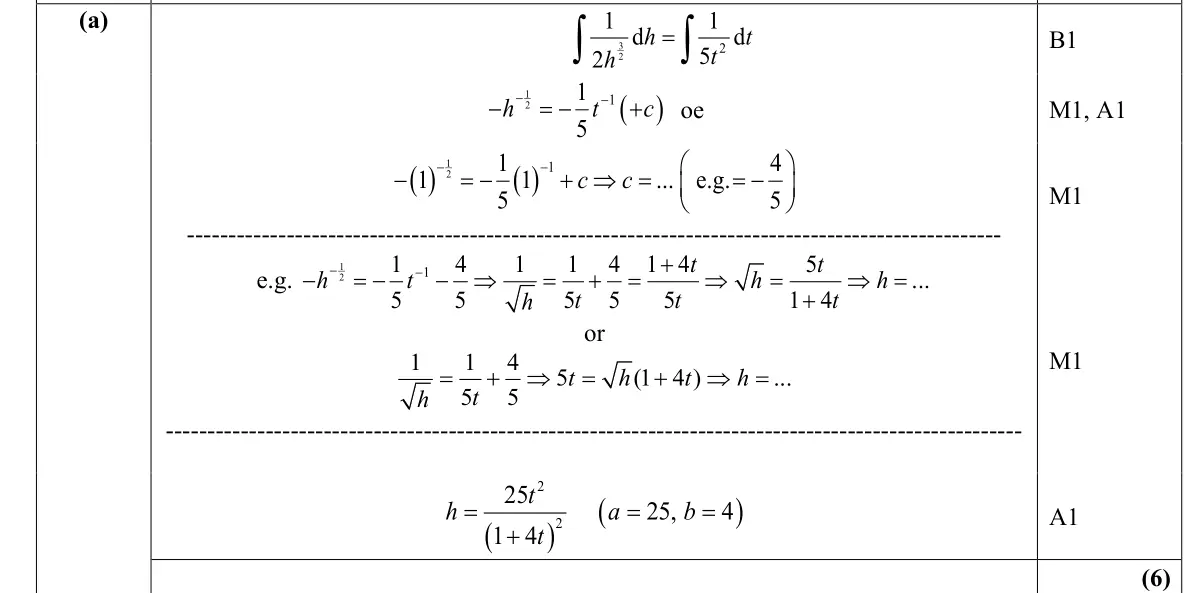 (a) ∫ 1/(2h^(3/2)) dh = ∫ 1/(5t²) dt B1
−h^(−1/2) = −(1/5)t^(−1) (+c) oe M1, A1
−(1)^(−1/2) = −(1/5)(1)^(−1) + c ⇒ c = ... (e.g. = −4/5) M1
e.g. −h^(−1/2) = −(1/5)t^(−1) − 4/5 ⇒ 1/√h = 1/(5t) + 4/5 = (1+4t)/(5t) ⇒ √h = 5t/(1+4t) ⇒ h = ...
or
1/√h = 1/(5t) + 4/5 ⇒ 5t = √h(1+4t) ⇒ h = ... M1
h = 25t²/(1+4t)² (a = 25, b = 4) A1
(6)